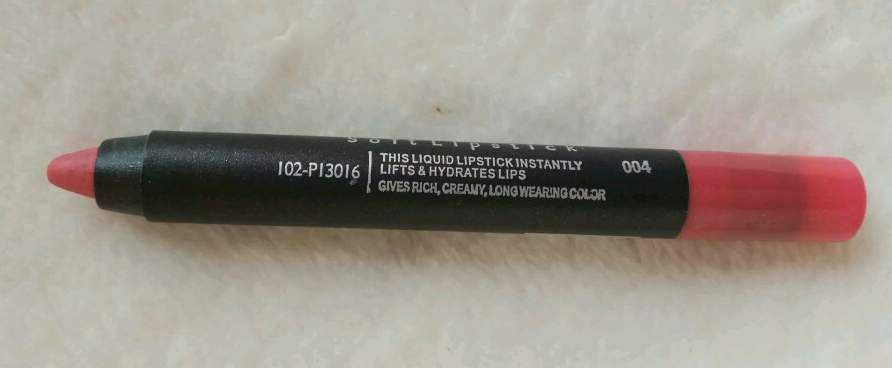 Soft Lipstick
102-P13016
THIS LIQUID LIPSTICK INSTANTLY
LIFTS & HYDRATES LIPS
GIVES RICH, CREAMY, LONG WEARING COLOR
004